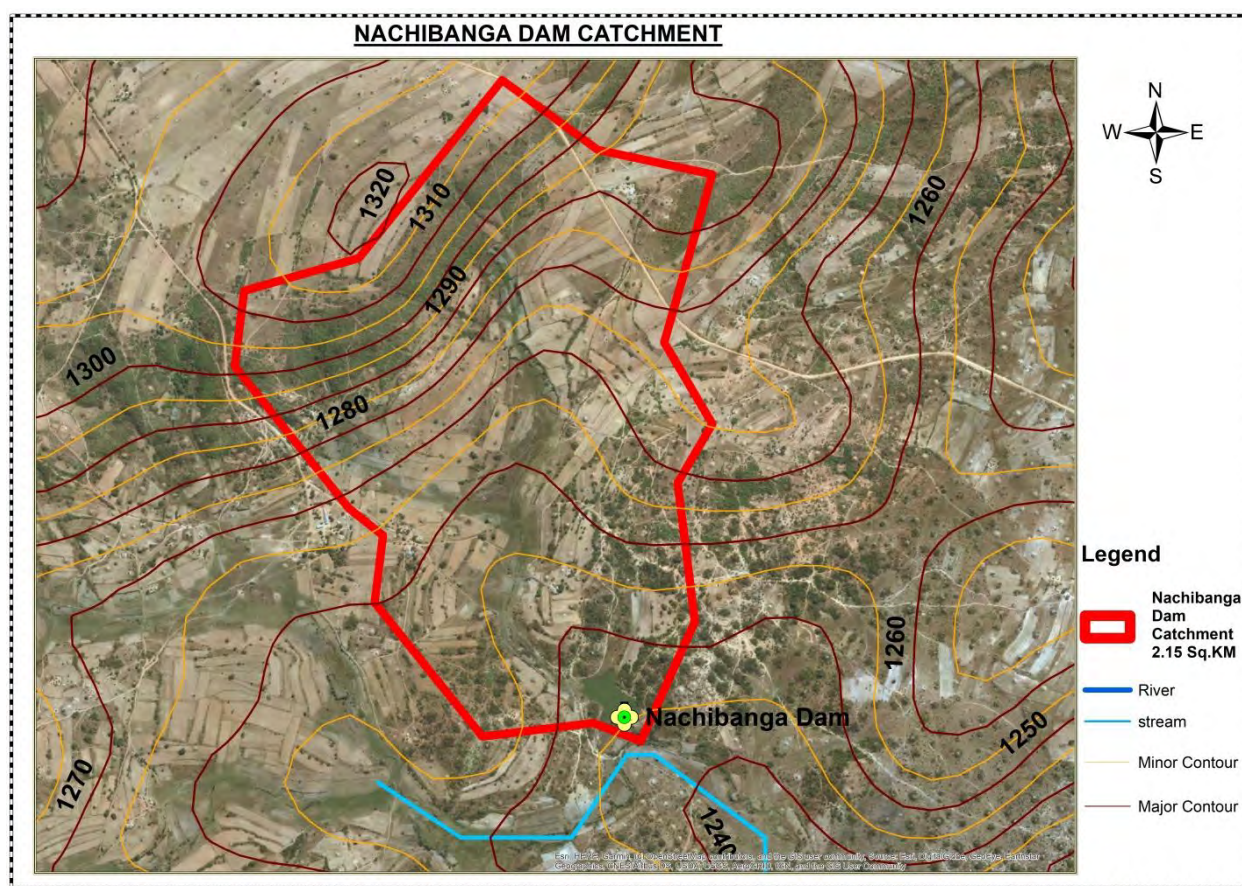 NACHIBANGA DAM CATCHMENT
N
W
E
S
1320
1310
1260
1290
1300
1280
Legend
Nachibanga
Dam
Catchment
2.15 Sq.KM
River
stream
Minor Contour
Major Contour
1260
Nachibanga Dam
1250
1270
1240